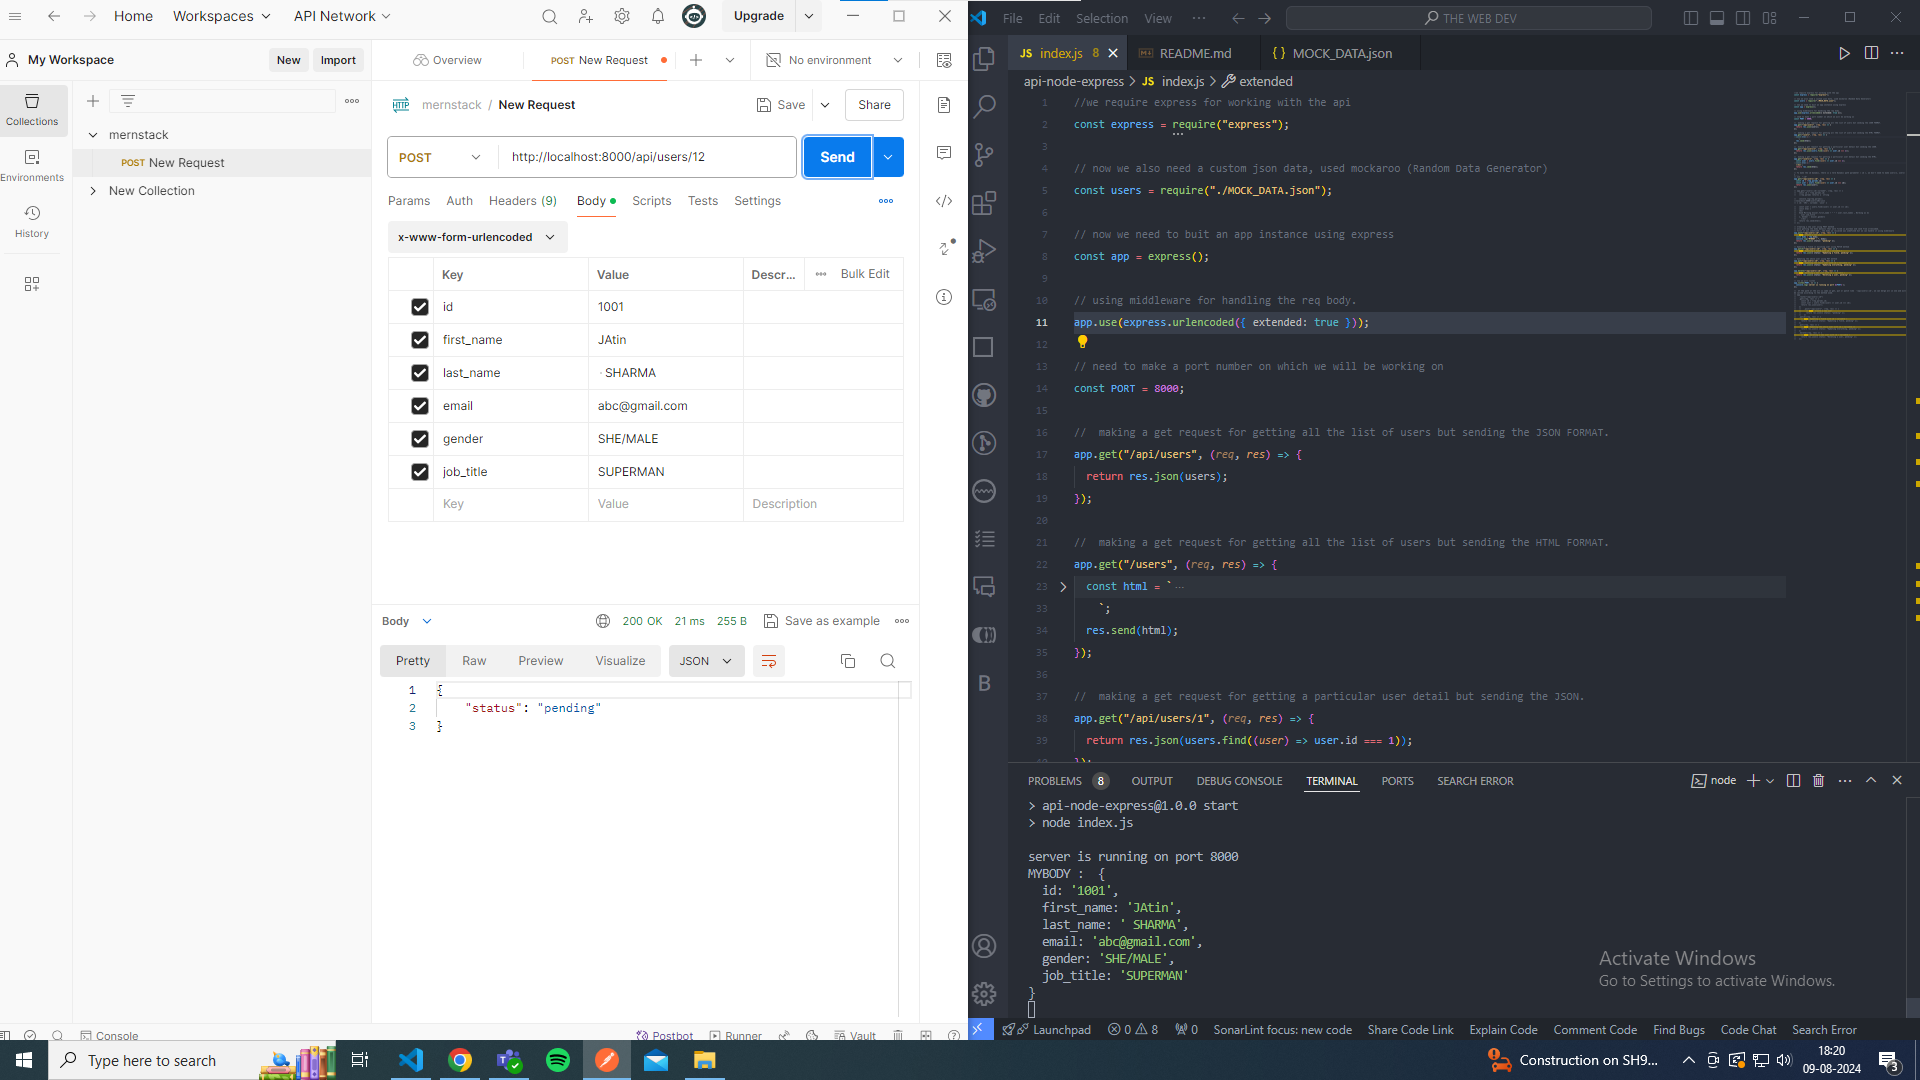 Home
Workspaces
API Network
Upgrade
My Workspace
New
Import
Overview
POST New Request
No environment
Collections
Environments
History
mernstack
POST New Request
New Collection
HTTP
mernstack / New Request
Save
Share
POST
http://localhost:8000/api/users/12
Send
Params
Auth
Headers (9)
Body
Scripts
Tests
Settings
x-www-form-urlencoded
Key Value Descr... Bulk Edit
id 1001
first_name JAtin
last_name · SHARMA
email abc@gmail.com
gender SHE/MALE
job_title SUPERMAN
Key Value Description
Body
200 OK 21 ms 255 B Save as example
Pretty Raw Preview Visualize JSON
1 {
2 "status": "pending"
3 }
Console
Postbot
Runner
Vault
File Edit Selection View
THE WEB DEV
JS index.js 8
README.md
{ } MOCK_DATA.json
api-node-express > JS index.js > extended
1 //we require express for working with the api
2 const express = require("express");
3
4 // now we also need a custom json data, used mockaroo (Random Data Generator)
5 const users = require("./MOCK_DATA.json");
6
7 // now we need to buit an app instance using express
8 const app = express();
9
10 // using middleware for handling the req body.
11 app.use(express.urlencoded({ extended: true }));
12
13 // need to make a port number on which we will be working on
14 const PORT = 8000;
15
16 //  making a get request for getting all the list of users but sending the JSON FORMAT.
17 app.get("/api/users", (req, res) => {
18 return res.json(users);
19 });
20
21 //  making a get request for getting all the list of users but sending the HTML FORMAT.
22 app.get("/users", (req, res) => {
23 const html = `
33 `;
34 res.send(html);
35 });
36
37 //  making a get request for getting a particular user detail but sending the JSON.
38 app.get("/api/users/1", (req, res) => {
39 return res.json(users.find((user) => user.id === 1));
PROBLEMS 8 OUTPUT DEBUG CONSOLE TERMINAL PORTS SEARCH ERROR
node
> api-node-express@1.0.0 start
> node index.js
server is running on port 8000
MYBODY :  {
id: '1001',
first_name: 'JAtin',
last_name: ' SHARMA',
email: 'abc@gmail.com',
gender: 'SHE/MALE',
job_title: 'SUPERMAN'
}
Activate Windows
Go to Settings to activate Windows.
Launchpad 0 8 0 SonarLint focus: new code Share Code Link Explain Code Comment Code Find Bugs Code Chat Search Error
Type here to search
Construction on SH9...
18:20
09-08-2024
3